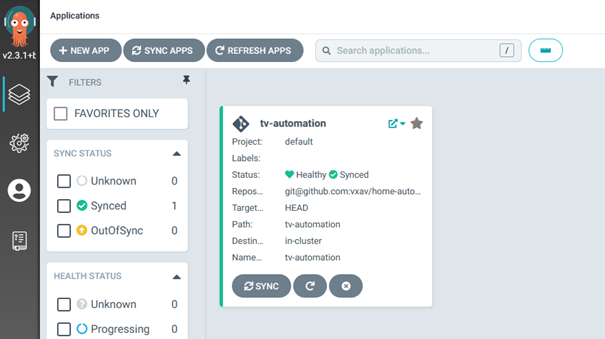 Applications
v2.3.1+b
+ NEW APP
SYNC APPS
REFRESH APPS
Search applications...
/
FILTERS
FAVORITES ONLY
SYNC STATUS
Unknown 0
Synced 1
OutOfSync 0
HEALTH STATUS
Unknown 0
Progressing 0
tv-automation
Project: default
Labels:
Status: Healthy Synced
Repos... git@github.com:vxav/home-auto...
Target... HEAD
Path: tv-automation
Destin... in-cluster
Name... tv-automation
SYNC